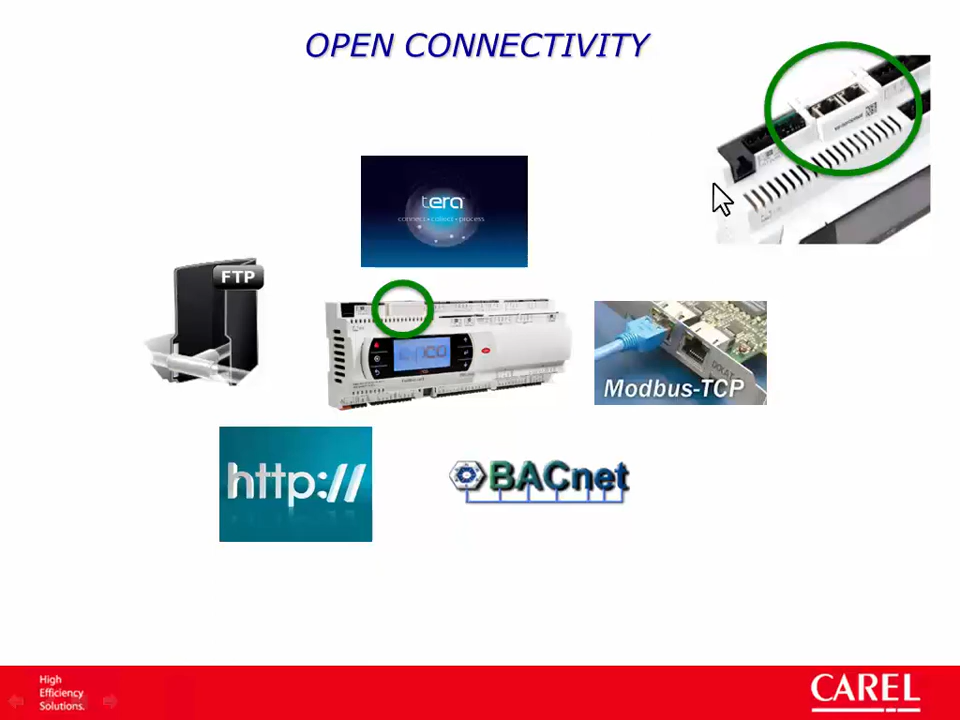 OPEN CONNECTIVITY
tera
connect • collect • process
FTP
Modbus-TCP
http://
BACnet
High
Efficiency
Solutions.
CAREL